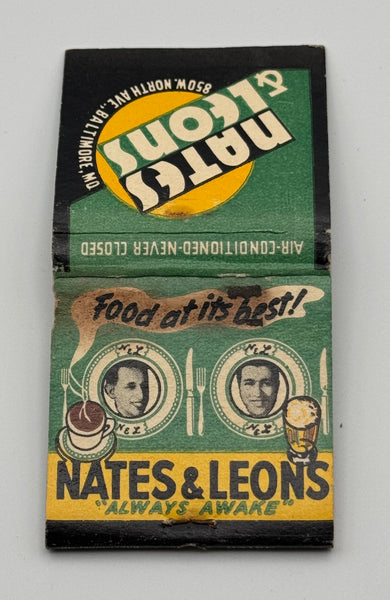 NATES
& LEONS
850 W. NORTH AVE., BALTIMORE, MD.
AIR-CONDITIONED-NEVER CLOSED
Food at its best!
N & L
N & L
N & L
N & L
NATES & LEONS
"ALWAYS AWAKE"